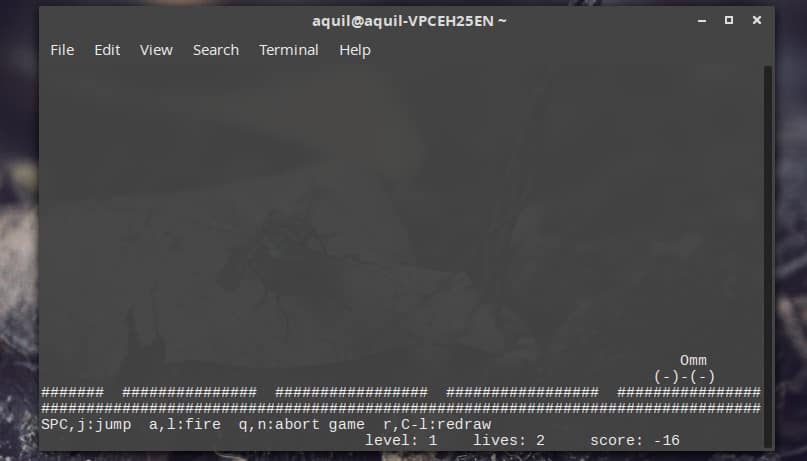 aquil@aquil-VPCEH25EN ~
File Edit View Search Terminal Help
Omm
(-)-(-)
#######  ###############  #################  #################  ################
################################################################################
SPC,j:jump  a,l:fire  q,n:abort game  r,C-l:redraw
level: 1    lives: 2     score: -16